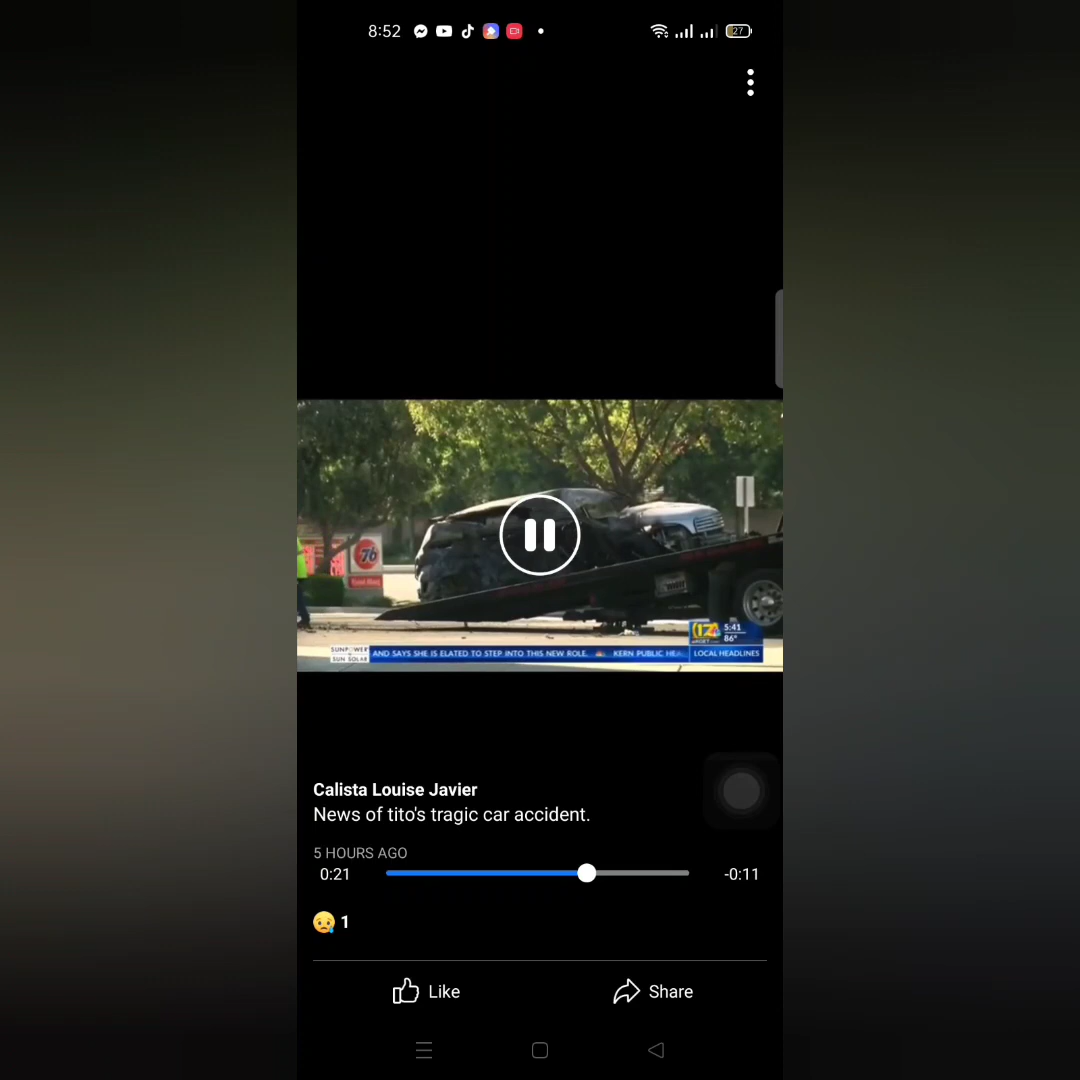 8:52
27
76
17
5:41
86°
SUNPOWER
SUN SOLAR
AND SAYS SHE IS ELATED TO STEP INTO THIS NEW ROLE.
KERN PUBLIC HEA
LOCAL HEADLINES
Calista Louise Javier
News of tito's tragic car accident.
5 HOURS AGO
0:21
-0:11
1
Like
Share